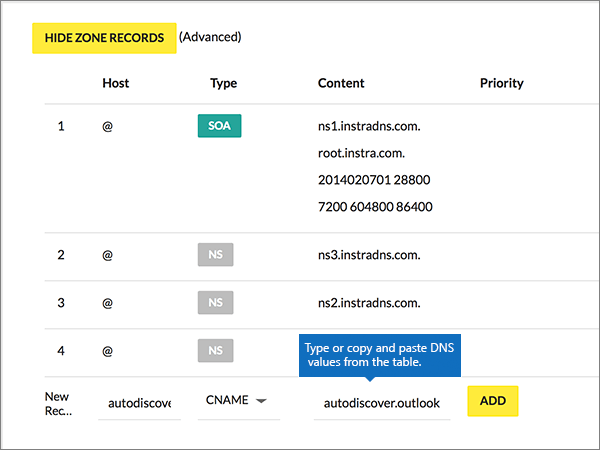 HIDE ZONE RECORDS (Advanced)
Host Type Content Priority
1 @ SOA ns1.instradns.com.
root.instra.com.
2014020701 28800
7200 604800 86400
2 @ NS ns3.instradns.com.
3 @ NS ns2.instradns.com.
4 @ NS
Type or copy and paste DNS
values from the table.
New
Rec... autodiscove CNAME autodiscover.outlook ADD